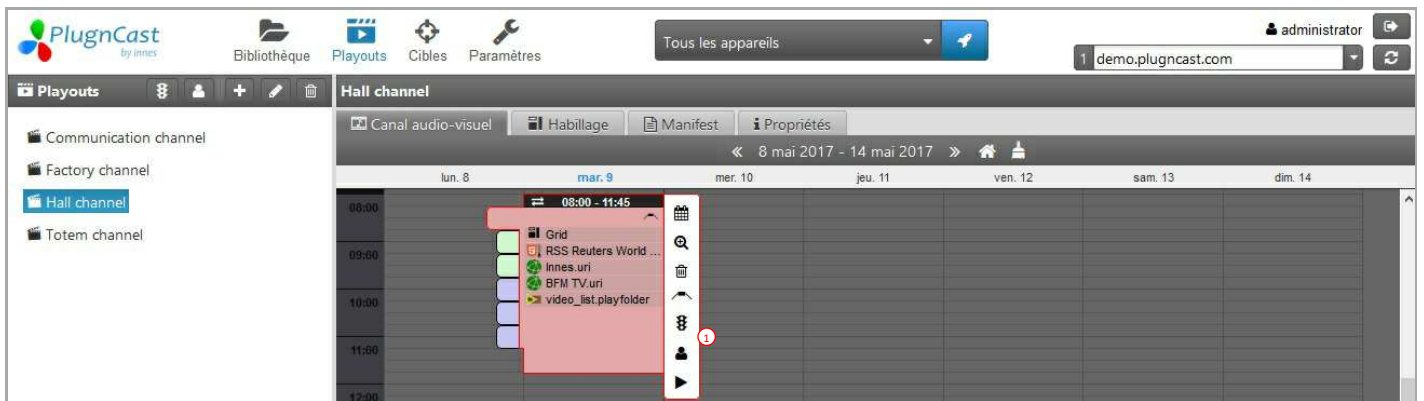 PlugnCast
by innes
Bibliothèque Playouts Cibles Paramètres
Tous les appareils
administrator
1 demo.plugncast.com
Playouts
Communication channel
Factory channel
Hall channel
Totem channel
Hall channel
Canal audio-visuel Habillage Manifest Propriétés
« 8 mai 2017 - 14 mai 2017 »
lun. 8 mar. 9 mer. 10 jeu. 11 ven. 12 sam. 13 dim. 14
08:00
09:00
10:00
11:00
12:00
08:00 - 11:45
Grid
RSS Reuters World ...
Innes.uri
BFM TV.uri
video_list.playfolder
1